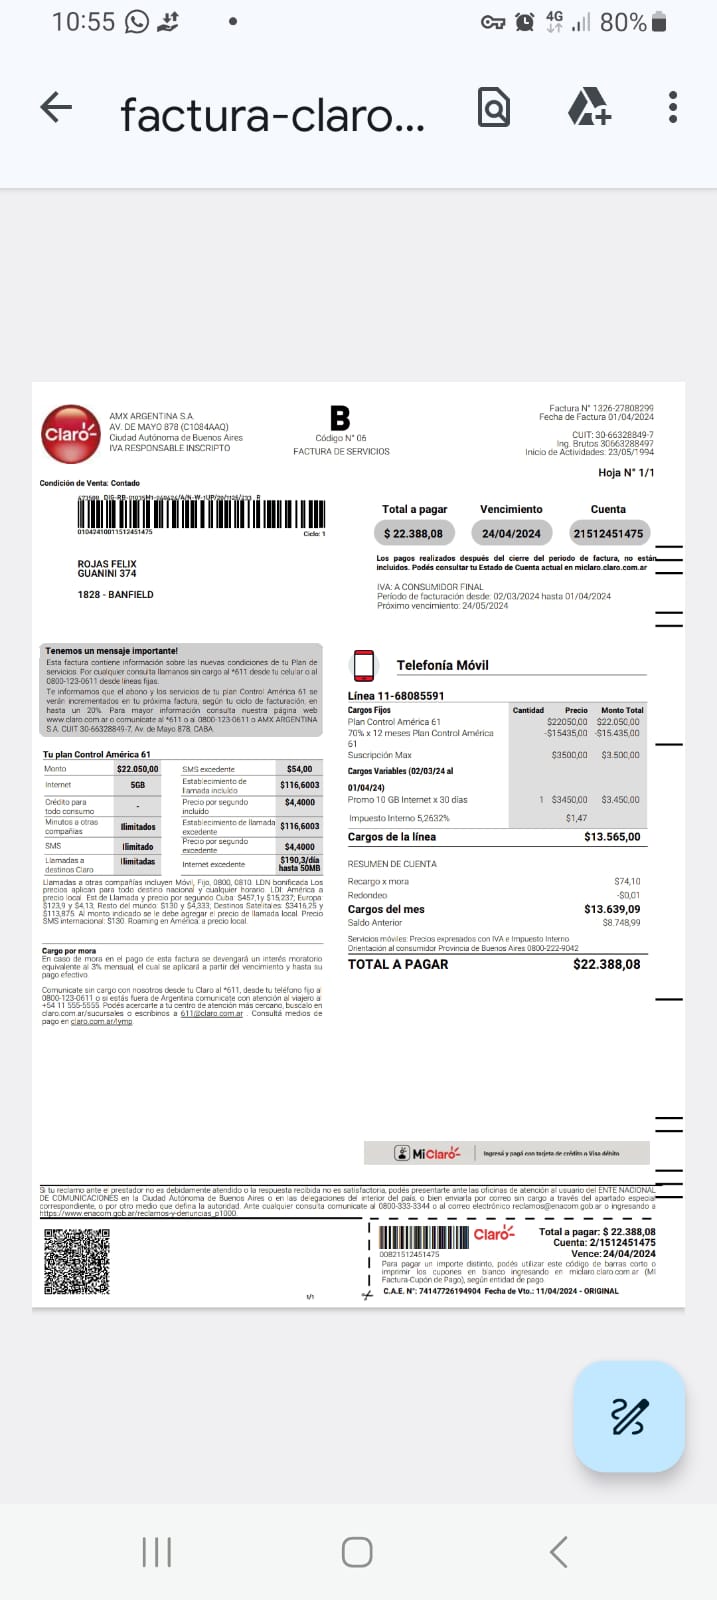 10:55
4G
80%
factura-claro...
Claro
AMX ARGENTINA S.A.
AV. DE MAYO 878 (C1084AAQ)
Ciudad Autónoma de Buenos Aires
IVA RESPONSABLE INSCRIPTO
B
Código N° 06
FACTURA DE SERVICIOS
Factura N° 1326-27808299
Fecha de Factura 01/04/2024
CUIT: 30-66328849-7
Ing. Brutos 30663288497
Inicio de Actividades: 23/05/1994
Hoja N° 1/1
Condición de Venta: Contado
01042410011512451475
Ciclo: 1
ROJAS FELIX
GUANINI 374
1828 - BANFIELD
Total a pagar
Vencimiento
Cuenta
$ 22.388,08
24/04/2024
21512451475
Los pagos realizados después del cierre del periodo de factura, no están
incluidos. Podés consultar tu Estado de Cuenta actual en miclaro.claro.com.ar
IVA: A CONSUMIDOR FINAL
Período de facturación desde: 02/03/2024 hasta 01/04/2024
Próximo vencimiento: 24/05/2024
Tenemos un mensaje importante!
Esta factura contiene información sobre las nuevas condiciones de tu Plan de
servicios. Por cualquier consulta llamanos sin cargo al *611 desde tu celular o al
0800-123-0611 desde líneas fijas.
Te informamos que el abono y los servicios de tu plan Control América 61 se
verán incrementados en tu próxima factura, según tu ciclo de facturación, en
hasta un 20%. Para mayor información consulta nuestra página web
www.claro.com.ar o comunicate al *611 o al 0800-123-0611 o AMX ARGENTINA
S.A. CUIT 30-66328849-7, Av. de Mayo 878, CABA
Tu plan Control América 61
Monto $22.050,00 SMS excedente $54,00
Internet 5GB Establecimiento de llamada incluido $116,6003
Crédito para todo consumo - Precio por segundo incluido $4,4000
Minutos a otras compañías Ilimitados Establecimiento de llamada excedente $116,6003
SMS Ilimitado Precio por segundo excedente $4,4000
Llamadas a destinos Claro Ilimitadas Internet excedente $190,3/día hasta 50MB
Llamadas a otras compañías incluyen Móvil, Fijo, 0800, 0810. LDN bonificada Los
precios aplican para todo destino nacional y cualquier horario. LDI: América a
precio local. Est de Llamada y precio por segundo Cuba: $457,1y $15,237; Europa:
$123,9 y $4,13; Resto del mundo: $130 y $4,333; Destinos Satelitales: $3416,25 y
$113,875. Al monto indicado se le debe agregar el precio de llamada local. Precio
SMS internacional: $130. Roaming en América: a precio local.
Cargo por mora
En caso de mora en el pago de esta factura se devengará un interés moratorio
equivalente al 3% mensual, el cual se aplicará a partir del vencimiento y hasta su
pago efectivo.
Comunicate sin cargo con nosotros desde tu Claro al *611, desde tu teléfono fijo al
0800-123-0611 o si estás fuera de Argentina comunicate con atención al viajero al
+54 11 555-5555. Podés acercarte a tu centro de atención más cercano, buscalo en
claro.com.ar/sucursales o escribinos a 611@claro.com.ar . Consultá medios de
pago en claro.com.ar/lymp
Telefonía Móvil
Línea 11-68085591
Cargos Fijos Cantidad Precio Monto Total
Plan Control América 61 $22050,00 $22.050,00
70% x 12 meses Plan Control América -$15435,00 -$15.435,00
61
Suscripción Max $3500,00 $3.500,00
Cargos Variables (02/03/24 al
01/04/24)
Promo 10 GB Internet x 30 días 1 $3450,00 $3.450,00
Impuesto Interno 5,2632% $1,47
Cargos de la línea $13.565,00
RESUMEN DE CUENTA
Recargo x mora $74,10
Redondeo -$0,01
Cargos del mes $13.639,09
Saldo Anterior $8.748,99
Servicios móviles: Precios expresados con IVA e Impuesto Interno
Orientación al consumidor Provincia de Buenos Aires 0800-222-9042
TOTAL A PAGAR $22.388,08
Mi Claro
Ingresá y pagá con tarjeta de crédito o Visa débito
Si tu reclamo ante el prestador no es debidamente atendido o la respuesta recibida no es satisfactoria, podés presentarte ante las oficinas de atención al usuario del ENTE NACIONAL
DE COMUNICACIONES en la Ciudad Autónoma de Buenos Aires o en las delegaciones del interior del país, o bien enviarla por correo sin cargo a través del apartado especial
correspondiente, o por otro medio que defina la autoridad. Ante cualquier consulta comunicate al 0800-333-3344 o al correo electrónico reclamos@enacom.gob.ar o ingresando a
https://www.enacom.gob.ar/reclamos-y-denuncias_p1000.
Claro
00821512451475
Total a pagar: $ 22.388,08
Cuenta: 2/1512451475
Vence: 24/04/2024
Para pagar un importe distinto, podés utilizar este código de barras corto o
imprimir los cupones en blanco ingresando en miclaro.claro.com.ar (Mi
Factura-Cupón de Pago), según entidad de pago.
1/1
C.A.E. N°: 74147726194904 Fecha de Vto.: 11/04/2024 - ORIGINAL